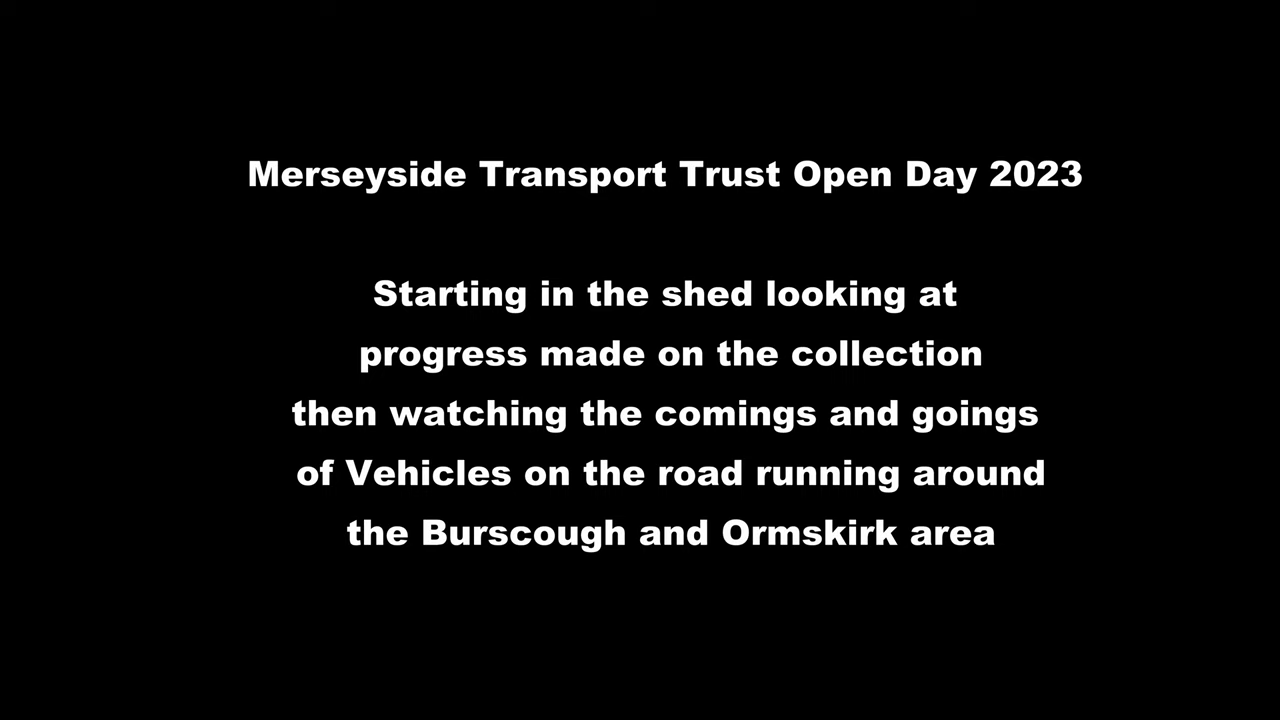 Merseyside Transport Trust Open Day 2023
Starting in the shed looking at
progress made on the collection
then watching the comings and goings
of Vehicles on the road running around
the Burscough and Ormskirk area